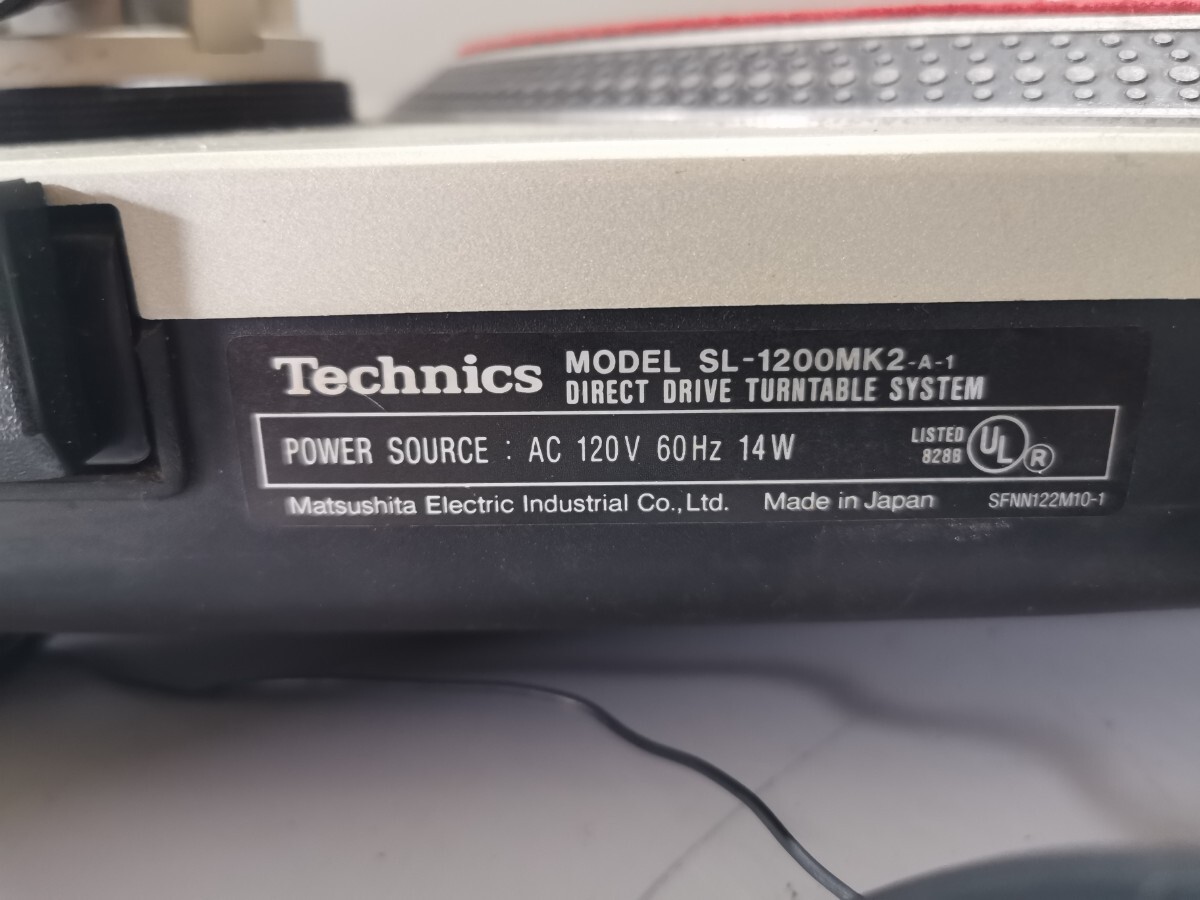 Technics MODEL SL-1200MK2-A-1
DIRECT DRIVE TURNTABLE SYSTEM
POWER SOURCE : AC 120V 60Hz 14W
LISTED
828B
UL
R
Matsushita Electric Industrial Co.,Ltd. Made in Japan SFNN122M10-1